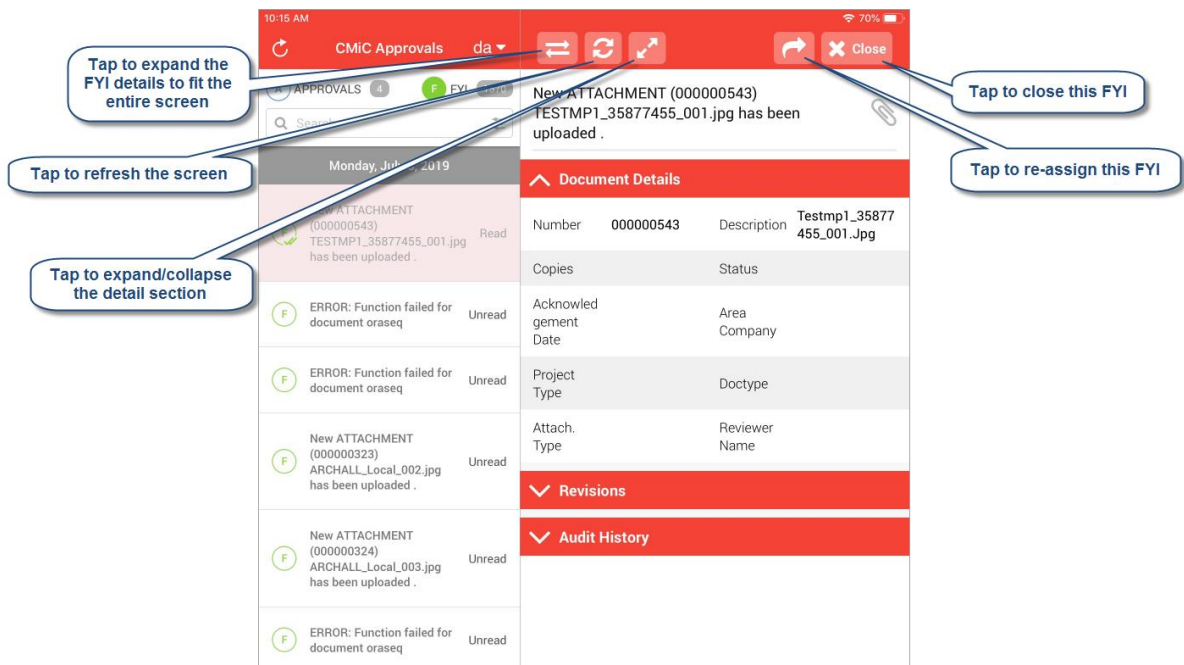 10:15 AM
70%
CMiC Approvals
da
Close
Tap to expand the
FYI details to fit the
entire screen
Tap to refresh the screen
Tap to expand/collapse
the detail section
Tap to close this FYI
Tap to re-assign this FYI
APPROVALS 4
F
Monday, 2019
ATTACHMENT
(000000543)
TESTMP1_35877455_001.jpg
has been uploaded .
Read
F
ERROR: Function failed for
document oraseq
Unread
F
ERROR: Function failed for
document oraseq
Unread
F
New ATTACHMENT
(000000323)
ARCHALL_Local_002.jpg
has been uploaded .
Unread
F
New ATTACHMENT
(000000324)
ARCHALL_Local_003.jpg
has been uploaded .
Unread
F
ERROR: Function failed for
document oraseq
Unread
New ATTACHMENT (000000543)
TESTMP1_35877455_001.jpg has been
uploaded .
Document Details
Number 000000543
Description Testmp1_35877
455_001.Jpg
Copies
Status
Acknowled
gement
Date
Area
Company
Project
Type
Doctype
Attach.
Type
Reviewer
Name
Revisions
Audit History